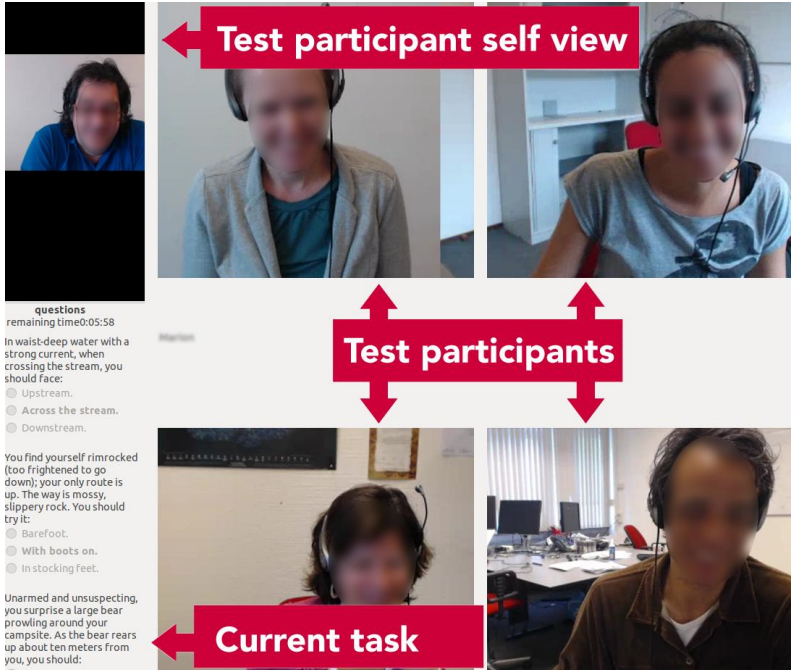 Test participant self view
questions
remaining time0:05:58
In waist-deep water with a
strong current, when
crossing the stream, you
should face:
Upstream.
Across the stream.
Downstream.
You find yourself rimrocked
(too frightened to go
down); your only route is
up. The way is mossy,
slippery rock. You should
try it:
Barefoot.
With boots on.
In stocking feet.
Unarmed and unsuspecting,
you surprise a large bear
prowling around your
campsite. As the bear rears
up about ten meters from
you, you should:
Test participants
Current task